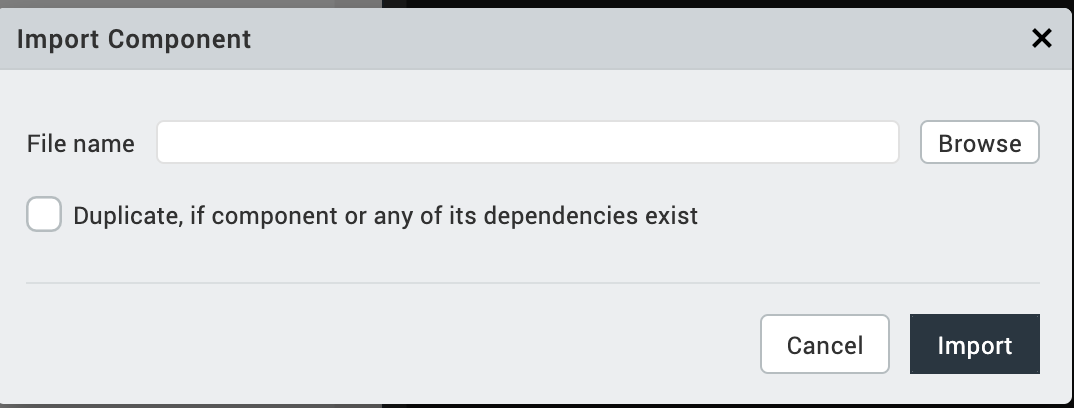 Import Component
File name
Browse
Duplicate, if component or any of its dependencies exist
Cancel
Import